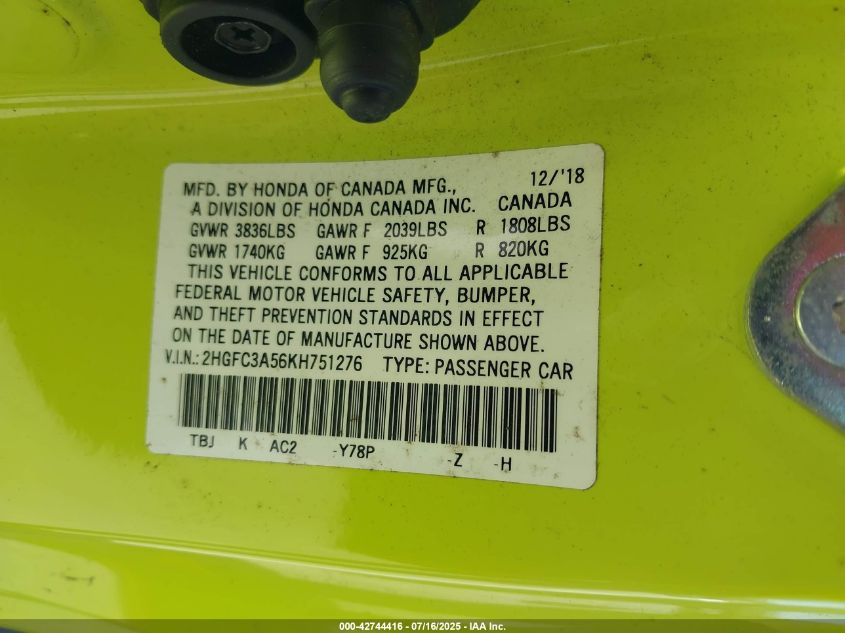 MFD. BY HONDA OF CANADA MFG., 12/'18
A DIVISION OF HONDA CANADA INC. CANADA
GVWR 3836LBS GAWR F 2039LBS R 1808LBS
GVWR 1740KG GAWR F 925KG R 820KG
THIS VEHICLE CONFORMS TO ALL APPLICABLE
FEDERAL MOTOR VEHICLE SAFETY, BUMPER,
AND THEFT PREVENTION STANDARDS IN EFFECT
ON THE DATE OF MANUFACTURE SHOWN ABOVE.
V.I.N.: 2HGFC3A56KH751276 TYPE: PASSENGER CAR
TBJ K AC2 -Y78P -Z -H
000-42744416 - 07/16/2025 - IAA Inc.